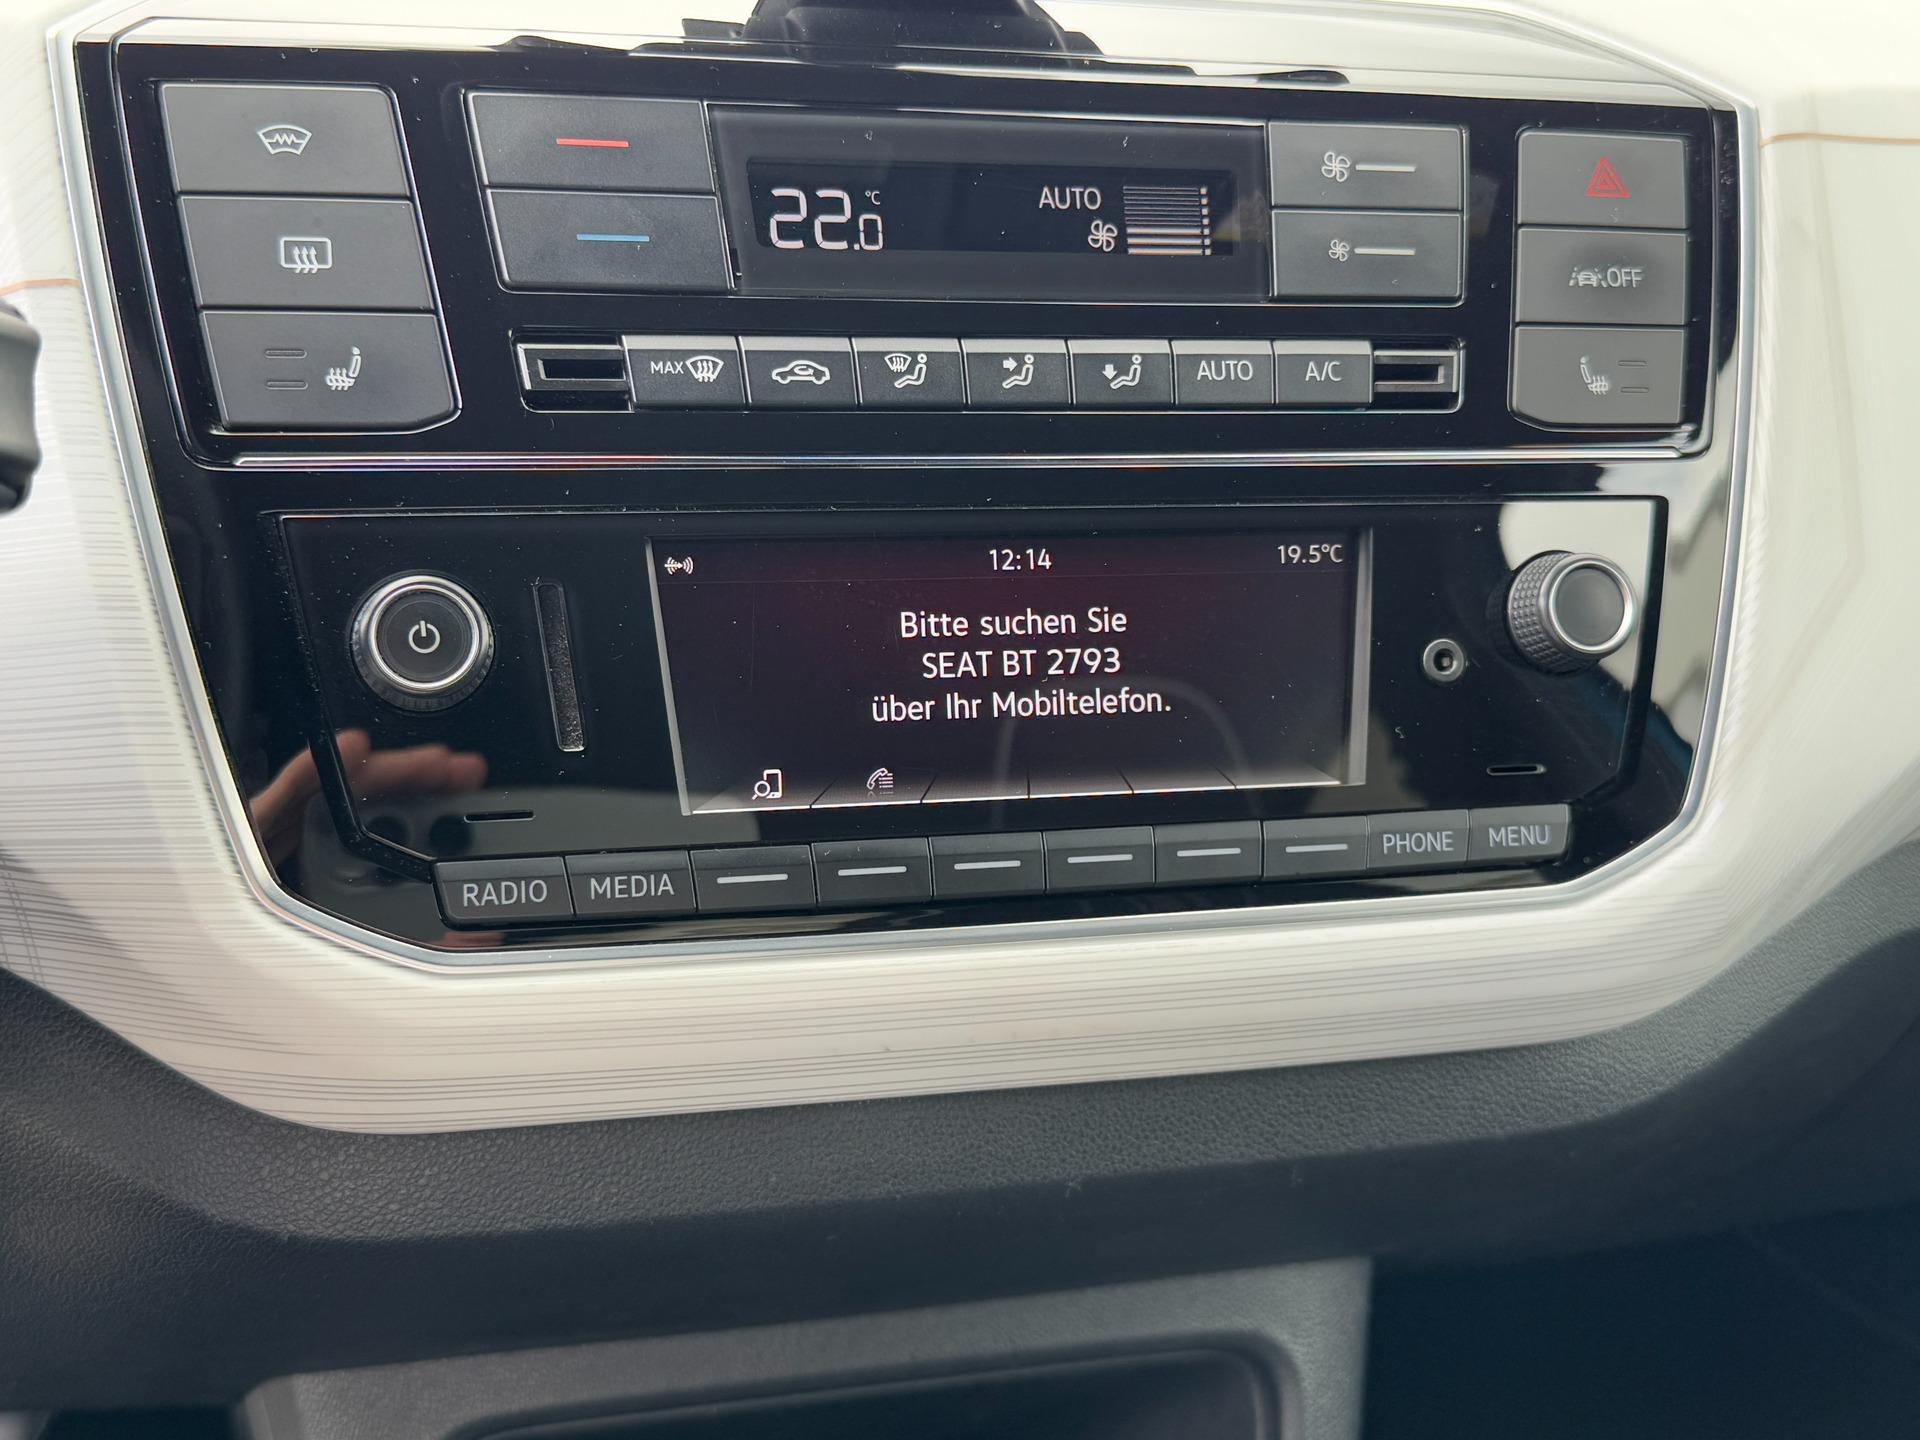 22.0 °C AUTO
OFF
MAX AUTO A/C
12:14 19.5°C
Bitte suchen Sie
SEAT BT 2793
über Ihr Mobiltelefon.
RADIO MEDIA PHONE MENU